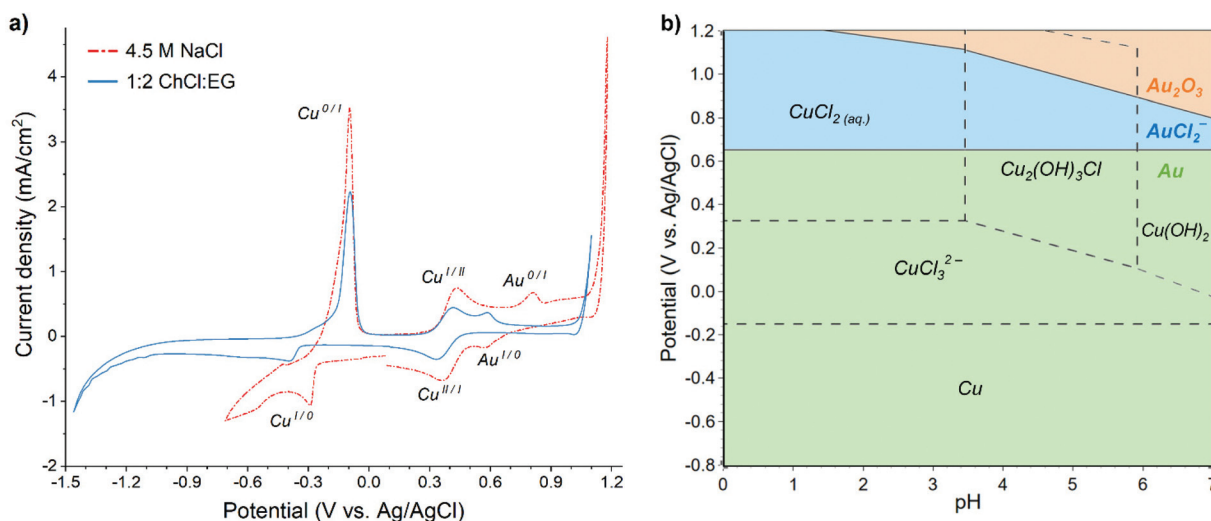 a)
4.5 M NaCl
1:2 ChCl:EG
Cu⁰/ᴵ
Cuᴵ/ᴵᴵ
Au⁰/ᴵ
Auᴵ/⁰
Cuᴵᴵ/ᴵ
Cuᴵ/⁰
Current density (mA/cm²)
4
3
2
1
0
-1
-2
-1.5 -1.2 -0.9 -0.6 -0.3 0.0 0.3 0.6 0.9 1.2
Potential (V vs. Ag/AgCl)
b)
Potential (V vs. Ag/AgCl)
1.2
1.0
0.8
0.6
0.4
0.2
0.0
-0.2
-0.4
-0.6
-0.8
Au₂O₃
CuCl₂ (aq.)
AuCl₂⁻
Cu₂(OH)₃Cl
Au
Cu(OH)₂
CuCl₃²⁻
Cu
0 1 2 3 4 5 6 7
pH